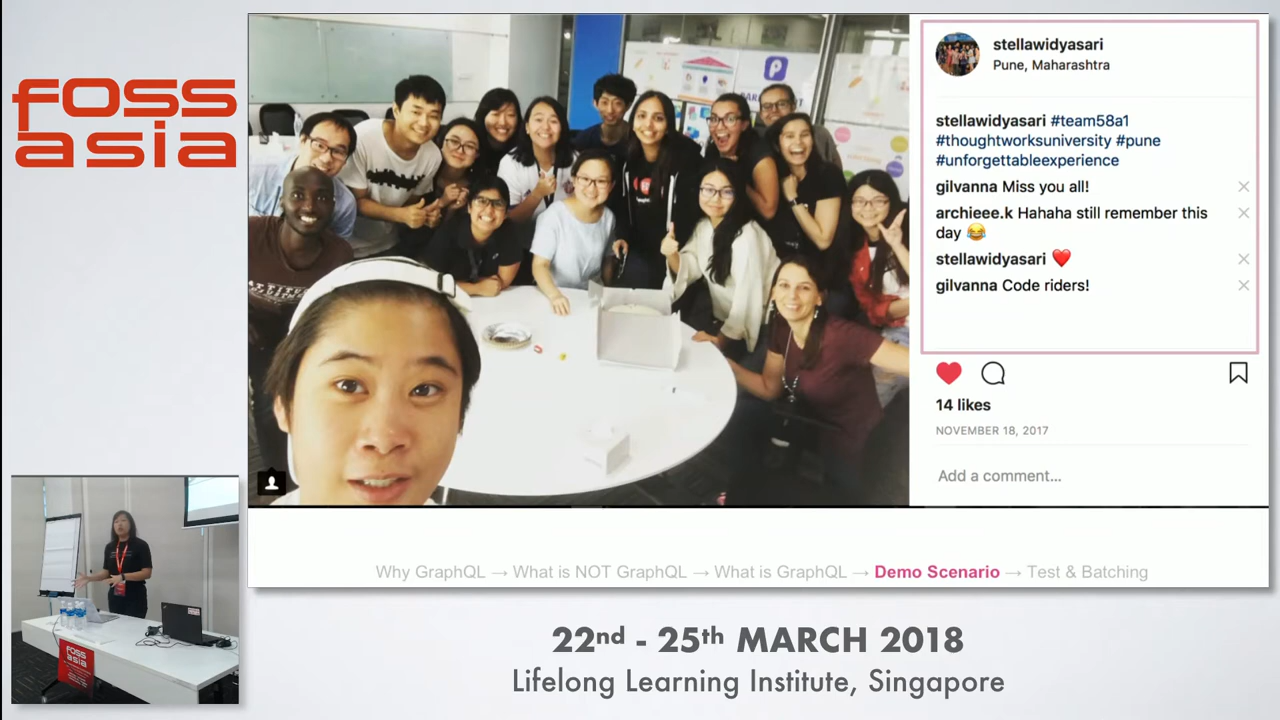 foss
asia
stellawidyasari
Pune, Maharashtra
stellawidyasari #team58a1
#thoughtworksuniversity #pune
#unforgettableexperience
gilvanna Miss you all!
archieee.k Hahaha still remember this
day 😂
stellawidyasari ❤️
gilvanna Code riders!
14 likes
NOVEMBER 18, 2017
Add a comment...
Why GraphQL → What is NOT GraphQL → What is GraphQL → Demo Scenario → Test & Batching
foss
asia
22nd - 25th MARCH 2018
Lifelong Learning Institute, Singapore